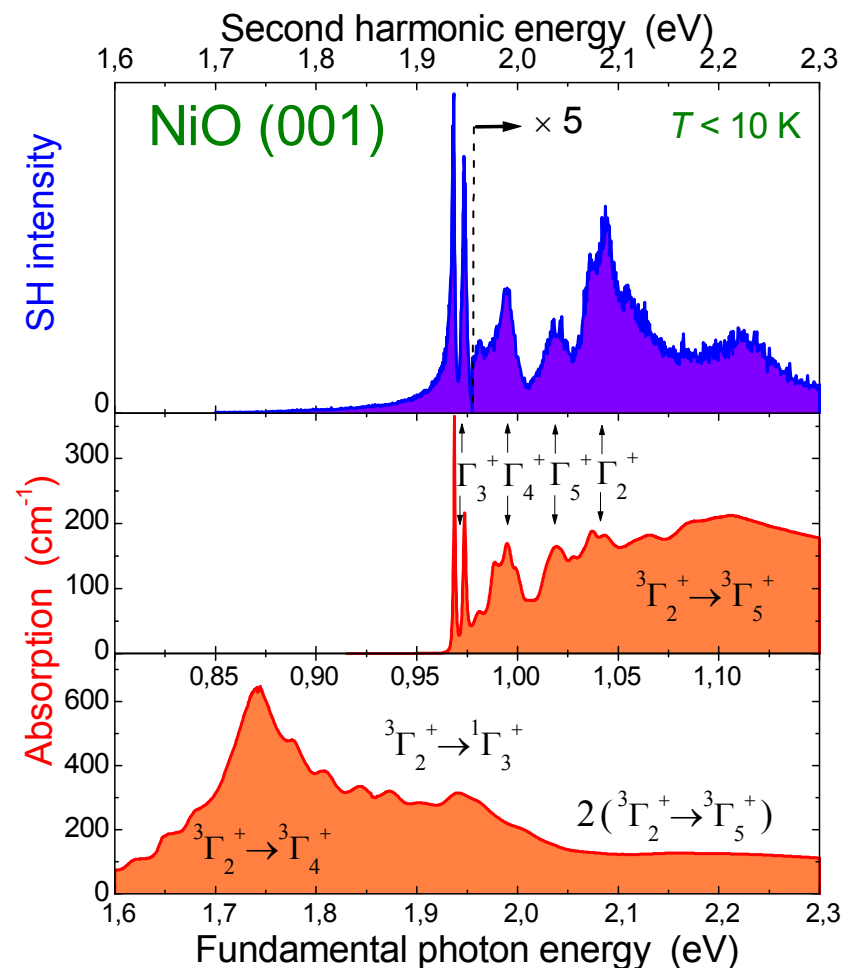 Second harmonic energy (eV)
1,6 1,7 1,8 1,9 2,0 2,1 2,2 2,3
NiO (001)
× 5
T < 10 K
SH intensity
0
300
200
100
0
Γ₃⁺ Γ₄⁺ Γ₅⁺ Γ₂⁺
³Γ₂⁺→³Γ₅⁺
0,85 0,90 0,95 1,00 1,05 1,10
Absorption (cm⁻¹)
600
400
200
0
³Γ₂⁺→¹Γ₃⁺
2(³Γ₂⁺→³Γ₅⁺)
³Γ₂⁺→³Γ₄⁺
1,6 1,7 1,8 1,9 2,0 2,1 2,2 2,3
Fundamental photon energy (eV)